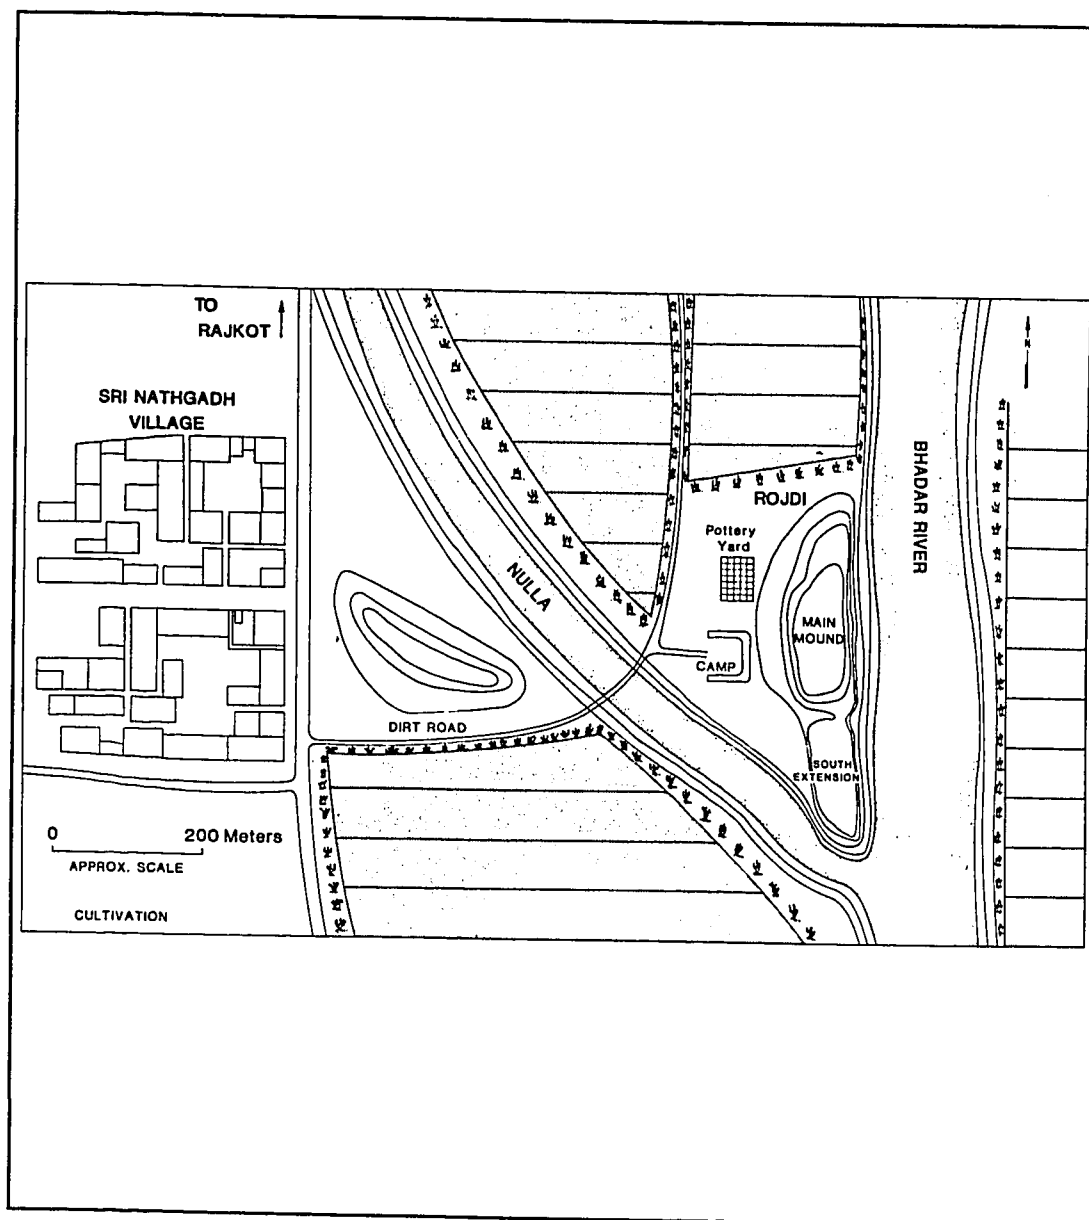 TO
RAJKOT
N
SRI NATHGADH
VILLAGE
BHADAR RIVER
ROJDI
Pottery
Yard
NULLA
MAIN
MOUND
CAMP
DIRT ROAD
SOUTH
EXTENSION
0 200 Meters
APPROX. SCALE
CULTIVATION